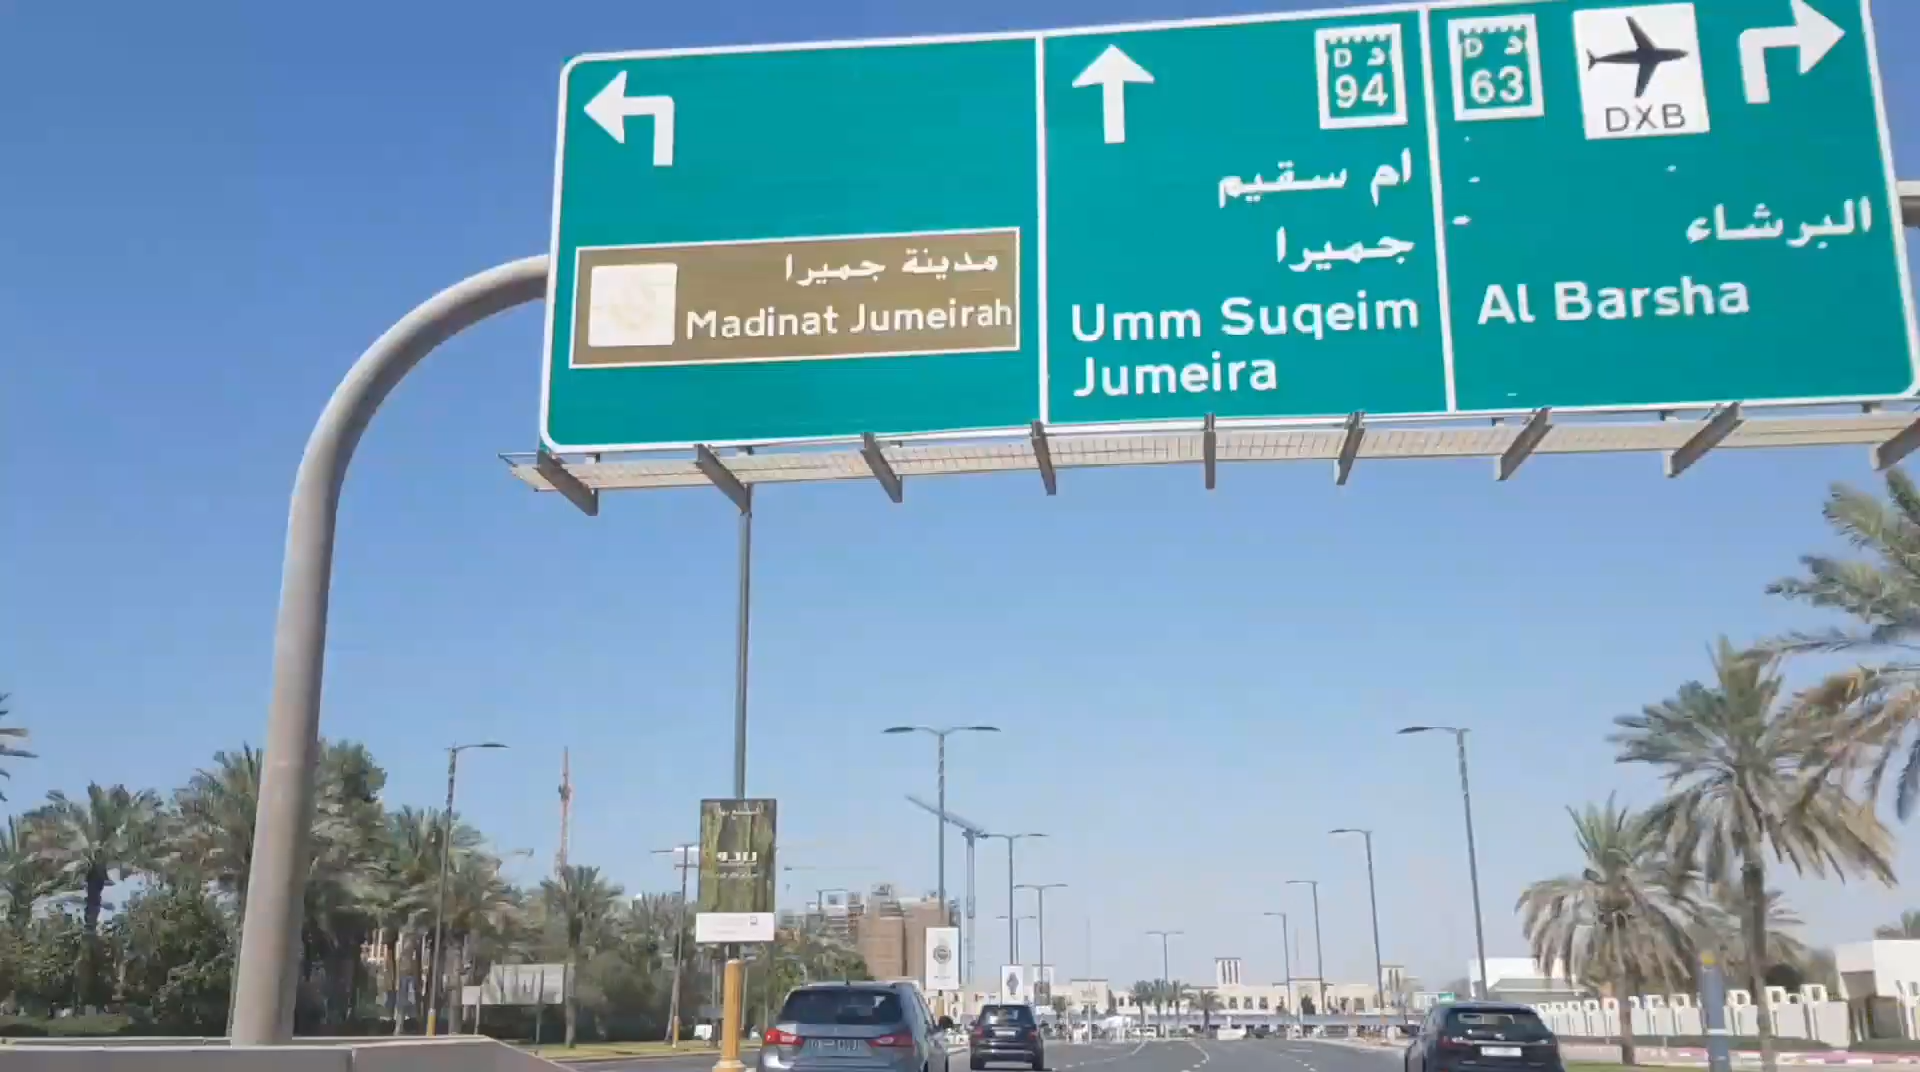 مدينة جميرا
Madinat Jumeirah
D د
94
ام سقيم
جميرا
Umm Suqeim
Jumeira
D د
63
DXB
البرشاء
Al Barsha